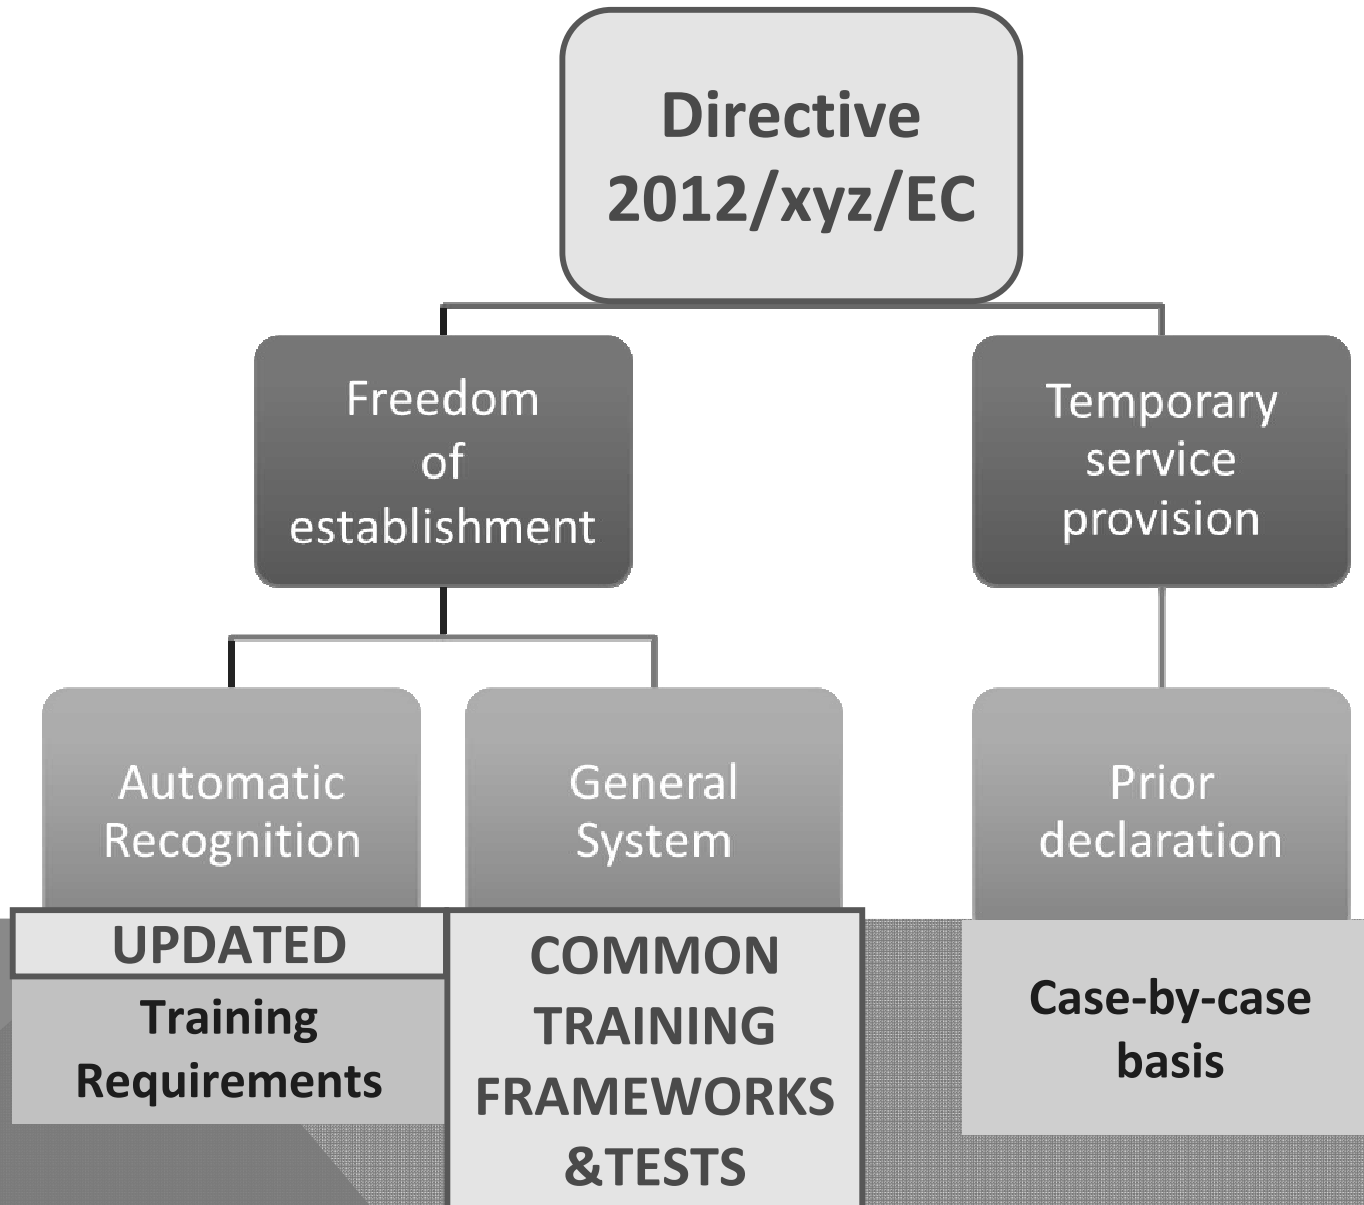 Directive
2012/xyz/EC
Freedom
of
establishment
Temporary
service
provision
Automatic
Recognition
General
System
Prior
declaration
UPDATED
Training
Requirements
COMMON
TRAINING
FRAMEWORKS
&TESTS
Case-by-case
basis